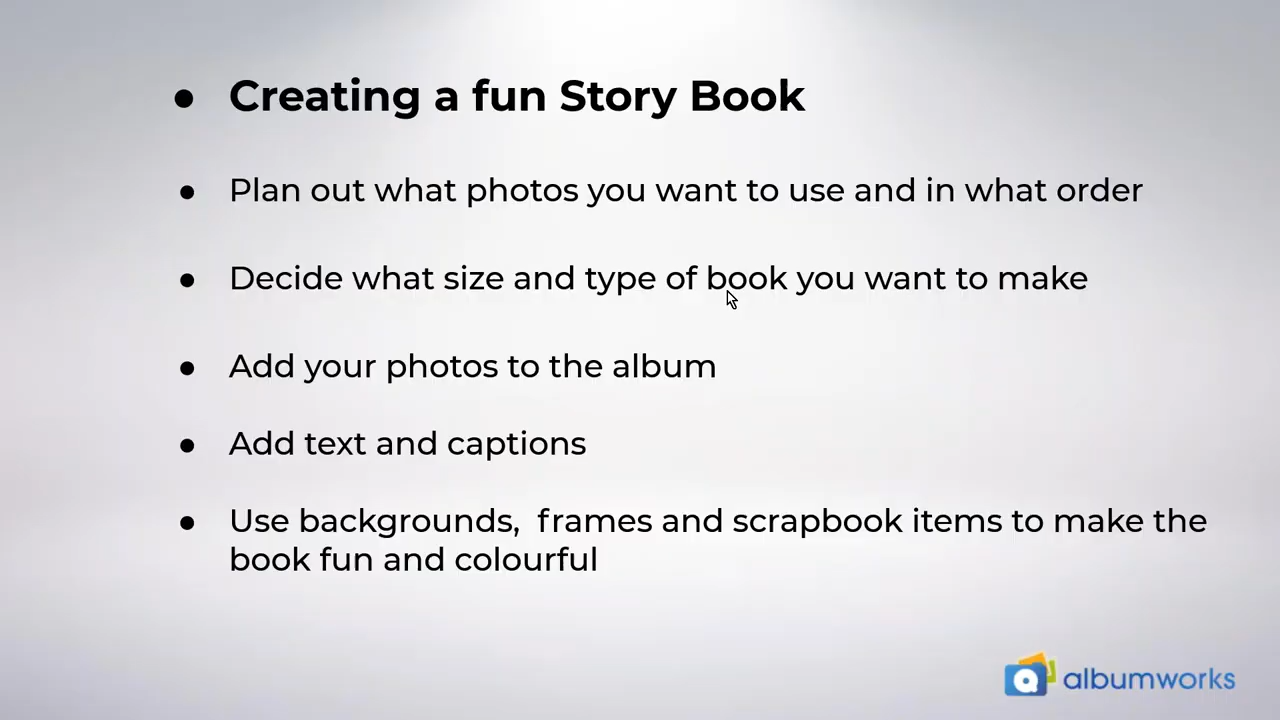 ● Creating a fun Story Book
● Plan out what photos you want to use and in what order
● Decide what size and type of book you want to make
● Add your photos to the album
● Add text and captions
● Use backgrounds, frames and scrapbook items to make the
book fun and colourful
albumworks